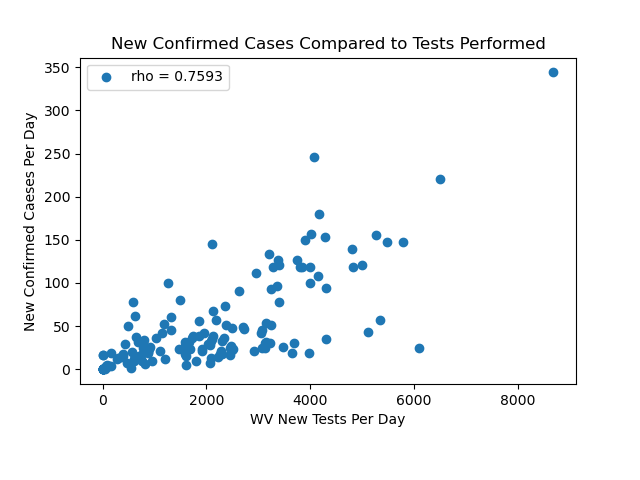 New Confirmed Cases Compared to Tests Performed
rho = 0.7593
350
300
250
200
150
100
50
0
New Confirmed Caeses Per Day
0 2000 4000 6000 8000
WV New Tests Per Day